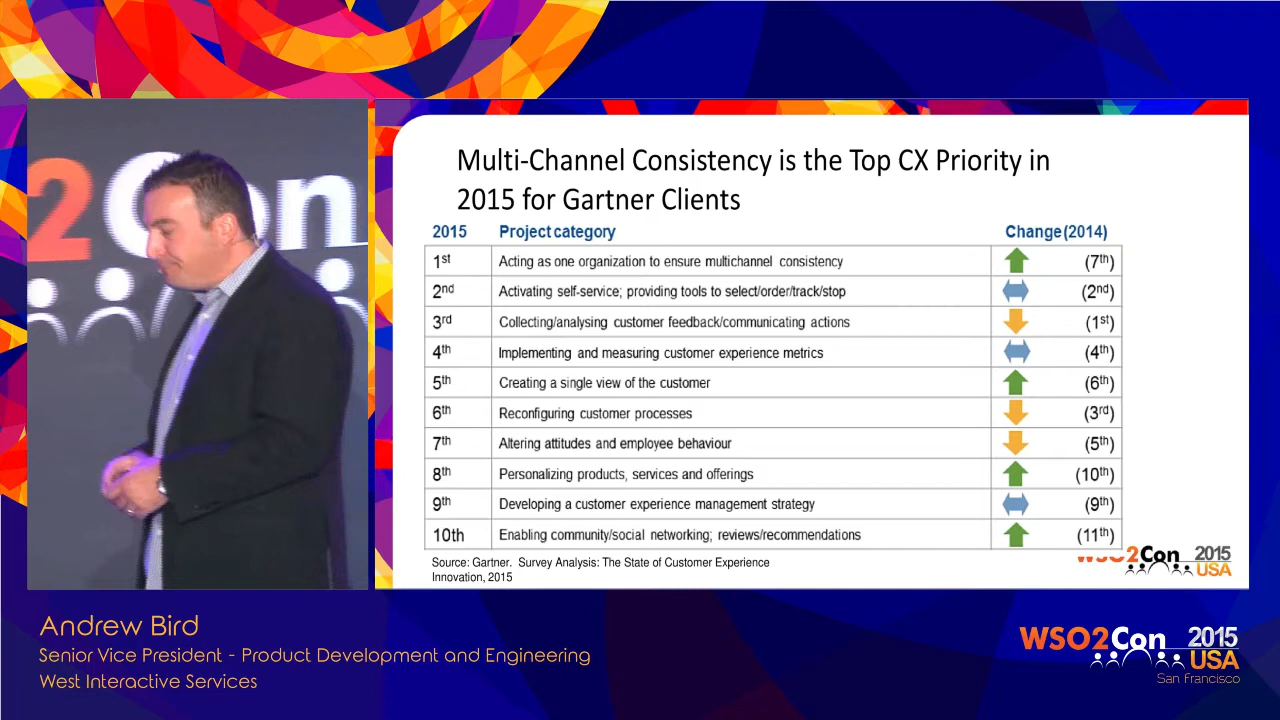 2Con
Multi-Channel Consistency is the Top CX Priority in
2015 for Gartner Clients
2015 Project category Change (2014)
1st Acting as one organization to ensure multichannel consistency (7th)
2nd Activating self-service; providing tools to select/order/track/stop (2nd)
3rd Collecting/analysing customer feedback/communicating actions (1st)
4th Implementing and measuring customer experience metrics (4th)
5th Creating a single view of the customer (6th)
6th Reconfiguring customer processes (3rd)
7th Altering attitudes and employee behaviour (5th)
8th Personalizing products, services and offerings (10th)
9th Developing a customer experience management strategy (9th)
10th Enabling community/social networking; reviews/recommendations (11th)
Source: Gartner. Survey Analysis: The State of Customer Experience
Innovation, 2015
WSO2Con 2015
USA
Andrew Bird
Senior Vice President - Product Development and Engineering
West Interactive Services
WSO2Con 2015
USA
San Francisco